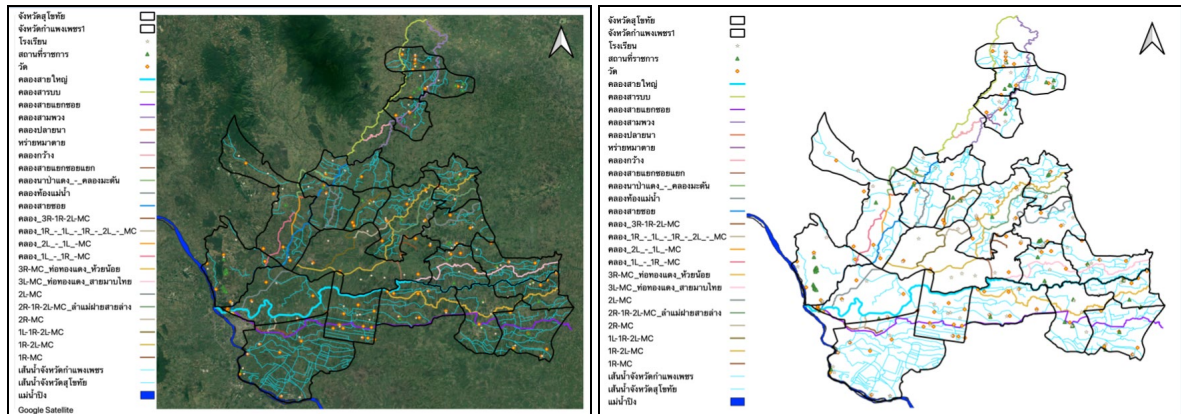 จังหวัดสุโขทัย
จังหวัดกำแพงเพชร1
โรงเรียน
สถานที่ราชการ
วัด
คลองสายใหญ่
คลองสารบบ
คลองสายแยกซอย
คลองสามพวง
คลองปลายนา
หร่ายหมาตาย
คลองกว้าง
คลองสายแยกซอยแยก
คลองนาป่าแดง_-_คลองมะดัน
คลองท้องแม่น้ำ
คลองสายซอย
คลอง_3R-1R-2L-MC
คลอง_1R_-_1L_-_1R_-_2L_-_MC
คลอง_2L_-_1L_-MC
คลอง_1L_-_1R_-MC
3R-MC_ท่อทองแดง_ห้วยน้อย
3L-MC_ท่อทองแดง_สายมาบไทย
2L-MC
2R-1R-2L-MC_ลำแม่ฝายสายล่าง
2R-MC
1L-1R-2L-MC
1R-2L-MC
1R-MC
เส้นน้ำจังหวัดกำแพงเพชร
เส้นน้ำจังหวัดสุโขทัย
แม่น้ำปิง
Google Satellite
จังหวัดสุโขทัย
จังหวัดกำแพงเพชร1
โรงเรียน
สถานที่ราชการ
วัด
คลองสายใหญ่
คลองสารบบ
คลองสายแยกซอย
คลองสามพวง
คลองปลายนา
หร่ายหมาตาย
คลองกว้าง
คลองสายแยกซอยแยก
คลองนาป่าแดง_-_คลองมะดัน
คลองท้องแม่น้ำ
คลองสายซอย
คลอง_3R-1R-2L-MC
คลอง_1R_-_1L_-_1R_-_2L_-_MC
คลอง_2L_-_1L_-MC
คลอง_1L_-_1R_-MC
3R-MC_ท่อทองแดง_ห้วยน้อย
3L-MC_ท่อทองแดง_สายมาบไทย
2L-MC
2R-1R-2L-MC_ลำแม่ฝายสายล่าง
2R-MC
1L-1R-2L-MC
1R-2L-MC
1R-MC
เส้นน้ำจังหวัดกำแพงเพชร
เส้นน้ำจังหวัดสุโขทัย
แม่น้ำปิง